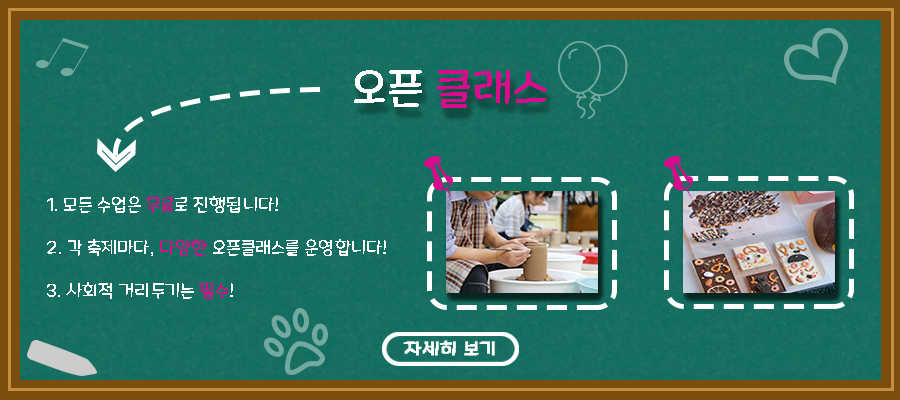 오픈 클래스
1. 모든 수업은 무료로 진행됩니다!
2. 각 축제마다, 다양한 오픈클래스를 운영합니다!
3. 사회적 거리두기는 필수!
자세히 보기